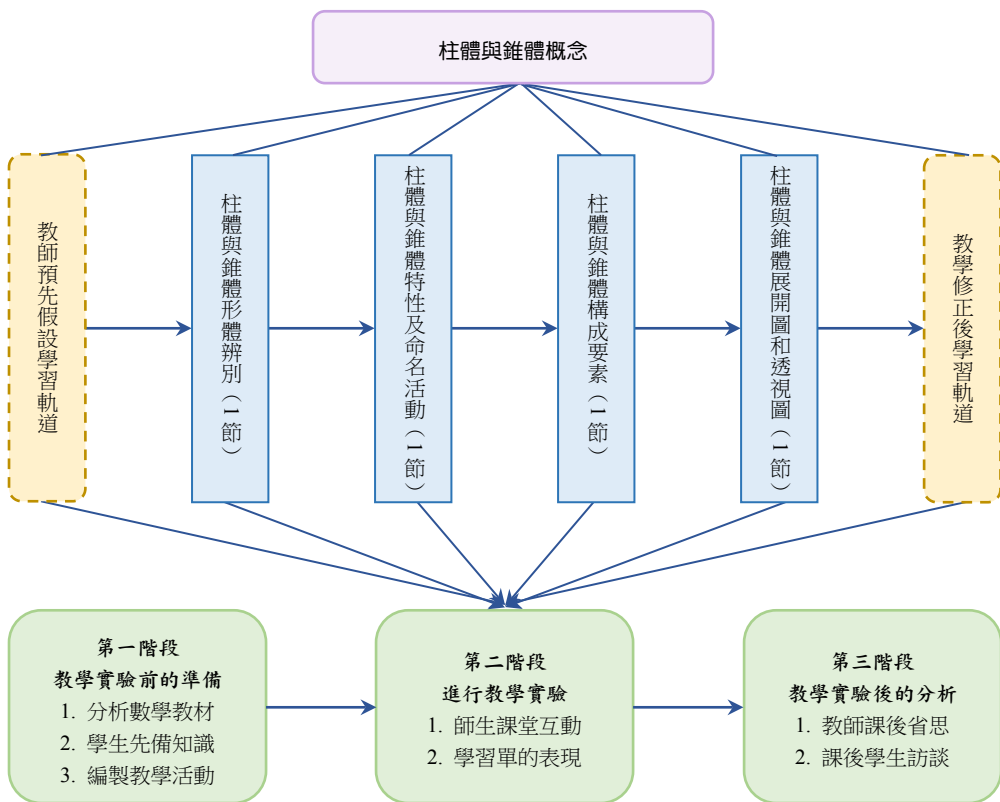 柱體與錐體概念
教師預先假設學習軌道
柱體與錐體形體辨別(1節)
柱體與錐體特性及命名活動(1節)
柱體與錐體構成要素(1節)
柱體與錐體展開圖和透視圖(1節)
教學修正後學習軌道
第一階段
教學實驗前的準備
1. 分析數學教材
2. 學生先備知識
3. 編製教學活動
第二階段
進行教學實驗
1. 師生課堂互動
2. 學習單的表現
第三階段
教學實驗後的分析
1. 教師課後省思
2. 課後學生訪談